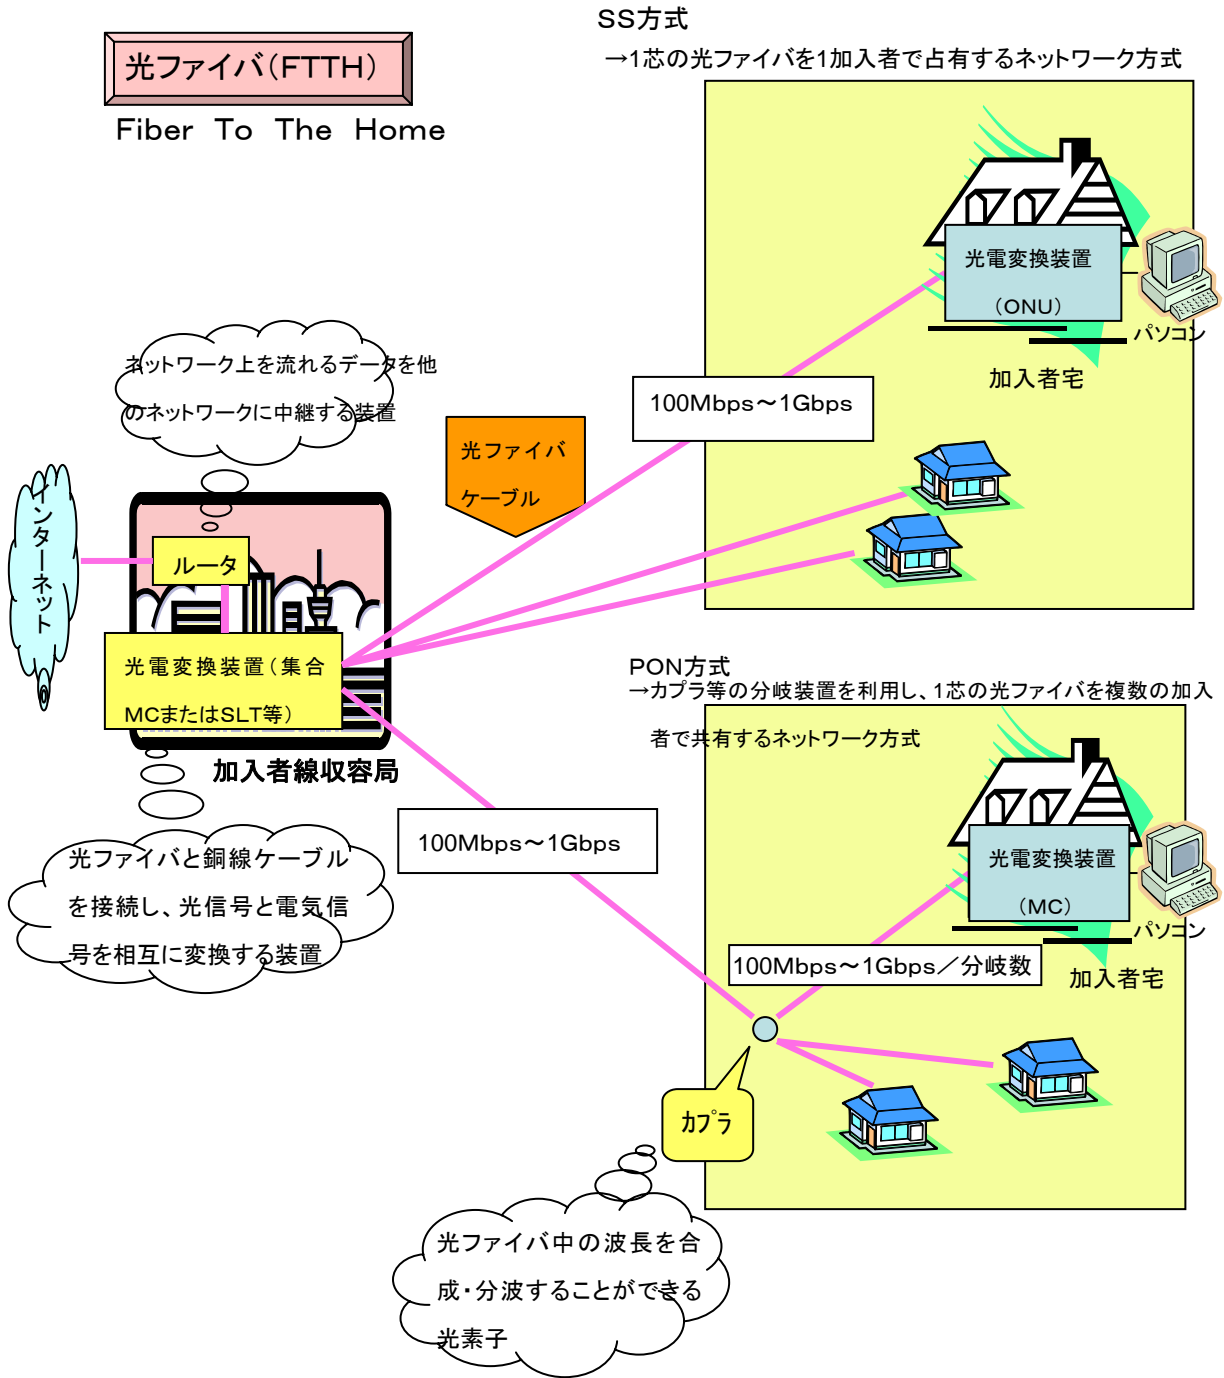 SS方式
→1芯の光ファイバを1加入者で占有するネットワーク方式
光ファイバ(FTTH)
Fiber To The Home
光電変換装置
(ONU)
パソコン
加入者宅
ネットワーク上を流れるデータを他
のネットワークに中継する装置
100Mbps～1Gbps
光ファイバ
ケーブル
インターネット
ルータ
光電変換装置(集合
MCまたはSLT等)
加入者線収容局
PON方式
→カプラ等の分岐装置を利用し、1芯の光ファイバを複数の加入
者で共有するネットワーク方式
100Mbps～1Gbps
光電変換装置
(MC)
パソコン
加入者宅
光ファイバと銅線ケーブル
を接続し、光信号と電気信
号を相互に変換する装置
100Mbps～1Gbps／分岐数
カプラ
光ファイバ中の波長を合
成・分波することができる
光素子